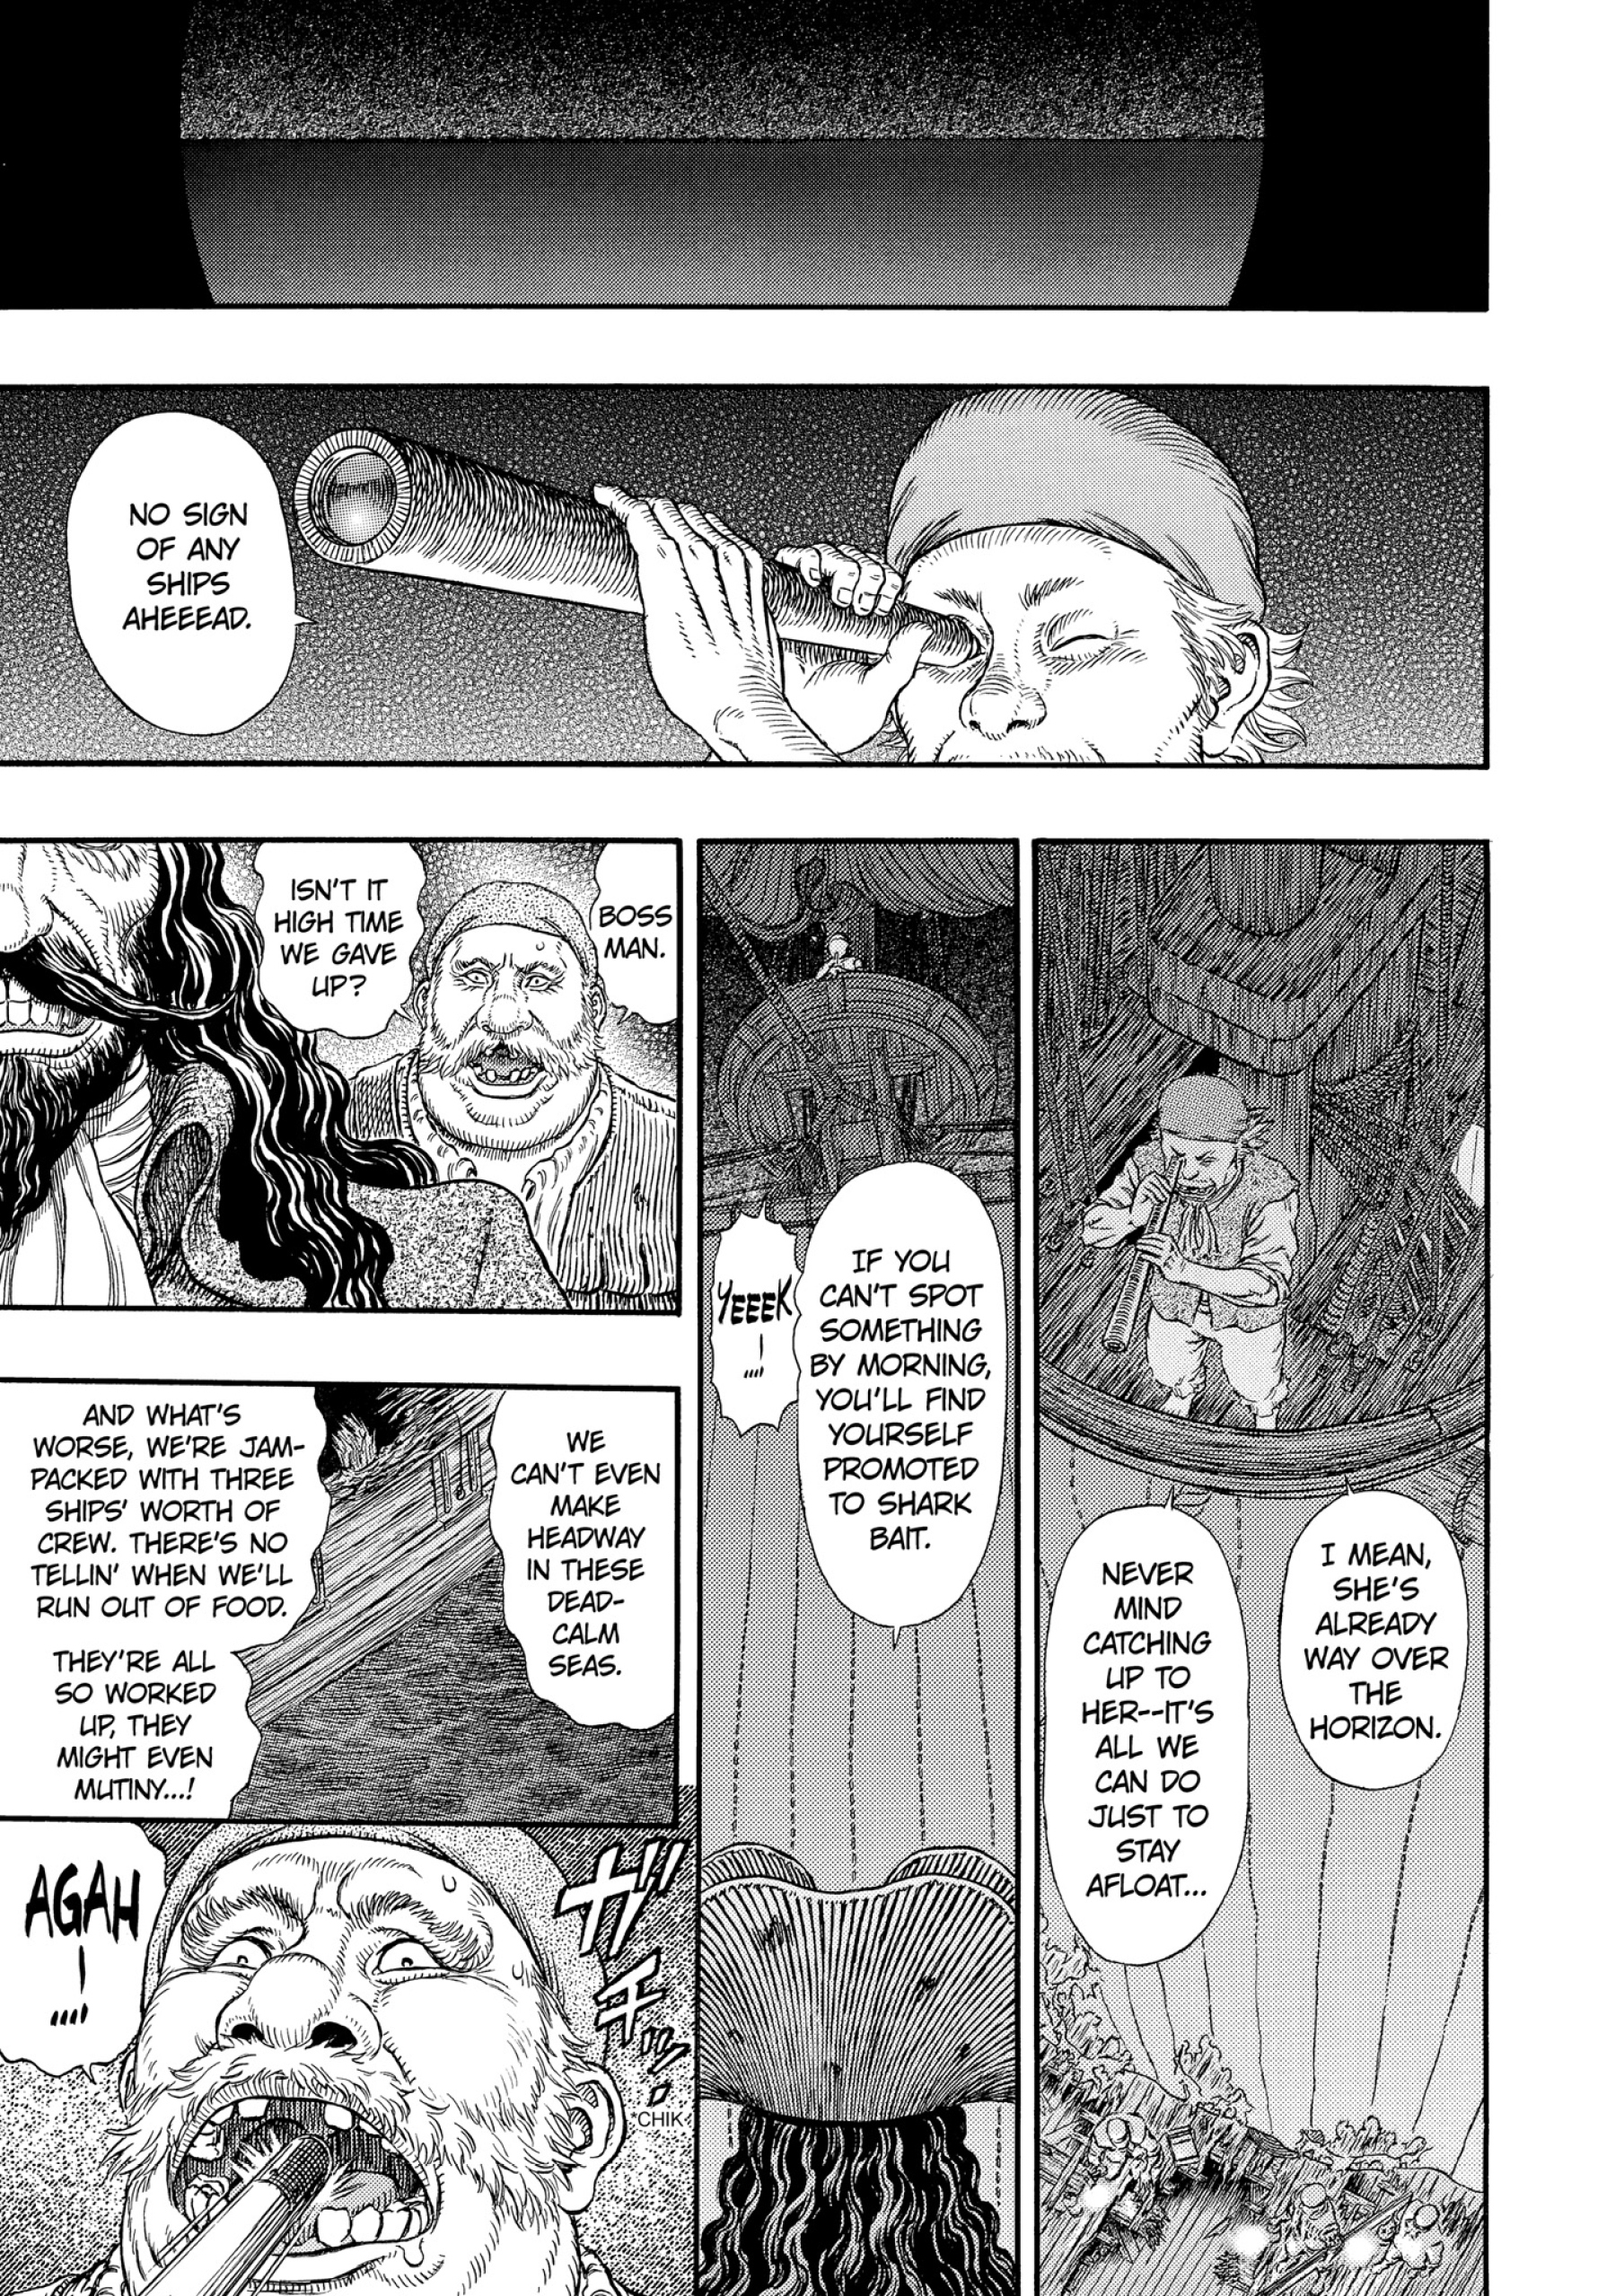 NO SIGN
OF ANY
SHIPS
AHEEEAD.
I MEAN,
SHE'S
ALREADY
WAY OVER
THE
HORIZON.
NEVER
MIND
CATCHING
UP TO
HER--IT'S
ALL WE
CAN DO
JUST TO
STAY
AFLOAT...
IF YOU
CAN'T SPOT
SOMETHING
BY MORNING,
YOU'LL FIND
YOURSELF
PROMOTED
TO SHARK
BAIT.
YEEEK
!
....
BOSS
MAN.
ISN'T IT
HIGH TIME
WE GAVE
UP?
WE
CAN'T EVEN
MAKE
HEADWAY
IN THESE
DEAD-
CALM
SEAS.
AND WHAT'S
WORSE, WE'RE JAM-
PACKED WITH THREE
SHIPS' WORTH OF
CREW. THERE'S NO
TELLIN' WHEN WE'LL
RUN OUT OF FOOD.
THEY'RE ALL
SO WORKED
UP, THEY
MIGHT EVEN
MUTINY...!
ガチッ
*CHIK
AGAH
!
....